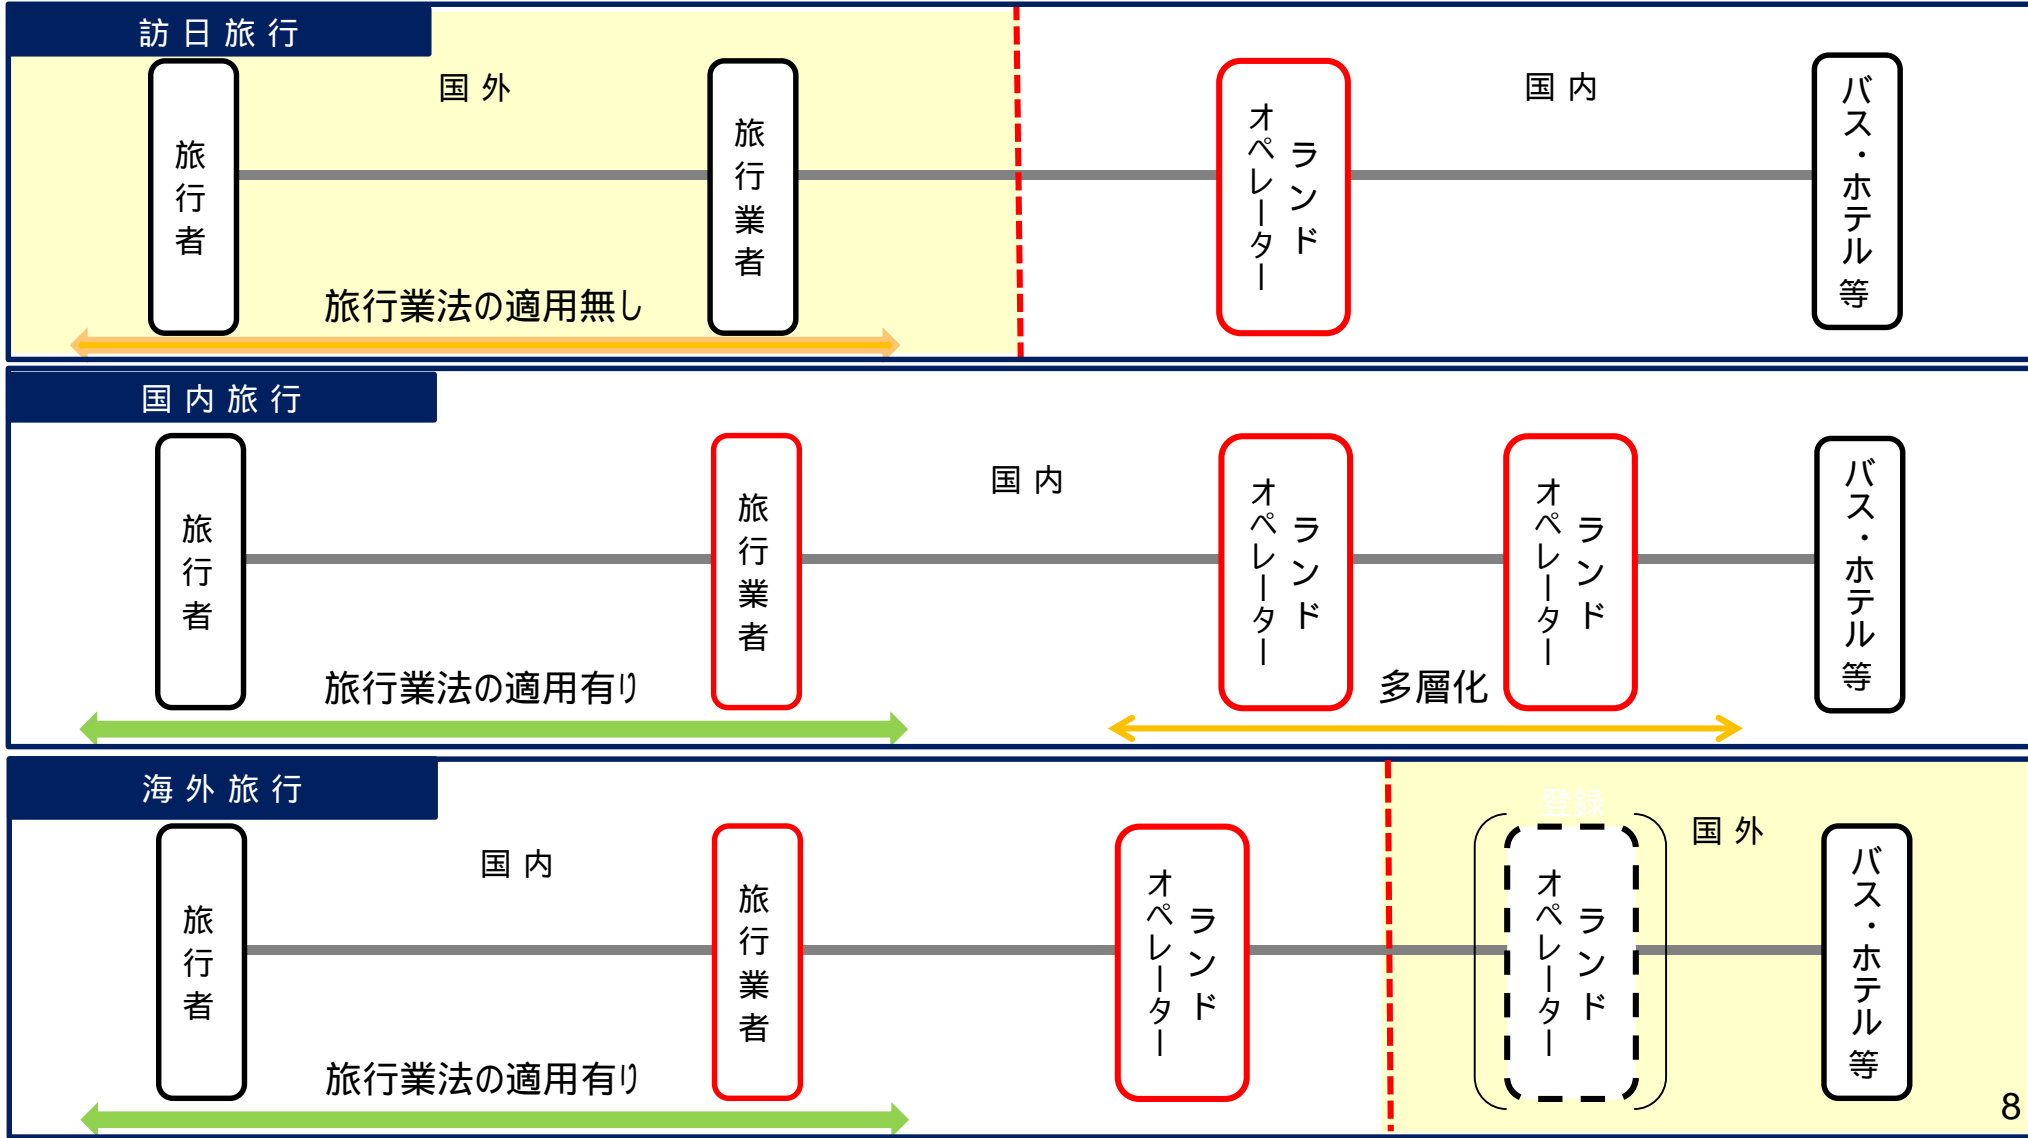 訪日旅行
国外
国内
旅行者
旅行業者
ランド
オペレーター
バス・ホテル等
旅行業法の適用無し
国内旅行
国内
旅行者
旅行業者
ランド
オペレーター
ランド
オペレーター
バス・ホテル等
旅行業法の適用有り
多層化
海外旅行
国内
登録
国外
旅行者
旅行業者
ランド
オペレーター
ランド
オペレーター
バス・ホテル等
旅行業法の適用有り
8